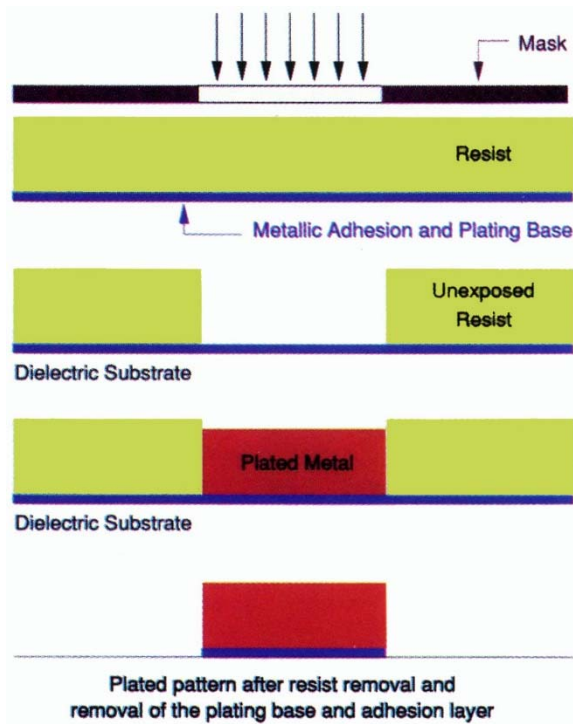 Mask
Resist
Metallic Adhesion and Plating Base
Unexposed
Resist
Dielectric Substrate
Plated Metal
Dielectric Substrate
Plated pattern after resist removal and
removal of the plating base and adhesion layer